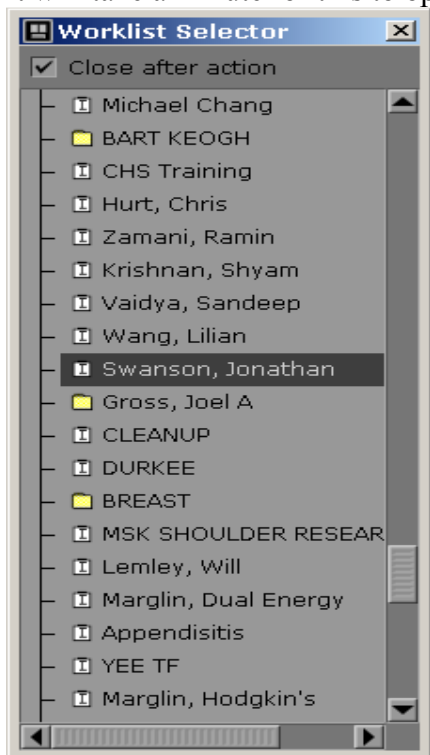 Worklist Selector
Close after action
Michael Chang
BART KEOGH
CHS Training
Hurt, Chris
Zamani, Ramin
Krishnan, Shyam
Vaidya, Sandeep
Wang, Lilian
Swanson, Jonathan
Gross, Joel A
CLEANUP
DURKEE
BREAST
MSK SHOULDER RESEAR
Lemley, Will
Marglin, Dual Energy
Appendisitis
YEE TF
Marglin, Hodgkin's